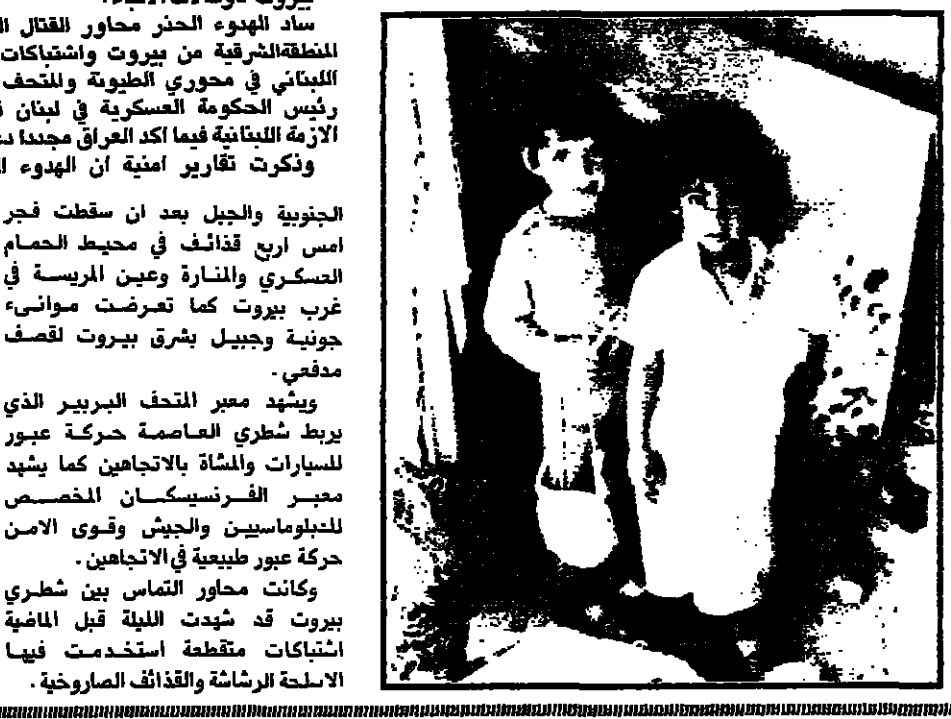 ساد الهدوء الحذر محاور القتال
المنطقةالشرقية من بيروت واشتباكات
اللبناني في محوري الطيونة والمتحف
رئيس الحكومة العسكرية في لبنان
الازمة اللبنانية فيما اكد العراق مجددا
وذكرت تقارير امنية ان الهدوء
الجنوبية والجبل بعد ان سقطت فجر
امس اربع قذائف في محيط الحمام
العسكري والمنارة وعين المريسة في
غرب بيروت كما تعرضت موانىء
جونية وجبيل بشرق بيروت لقصف
مدفعي .
ويشهد معبر المتحف البربير الذي
يربط شطري العاصمة حركة عبور
للسيارات والمشاة بالاتجاهين كما يشهد
معبر الفرنسيسكان المخصص
للدبلوماسيين والجيش وقوى الامن
حركة عبور طبيعية في الاتجاهين .
وكانت محاور التماس بين شطري
بيروت قد شهدت الليلة قبل الماضية
اشتباكات متقطعة استخدمت فيها
الاسلحة الرشاشة والقذائف الصاروخية .